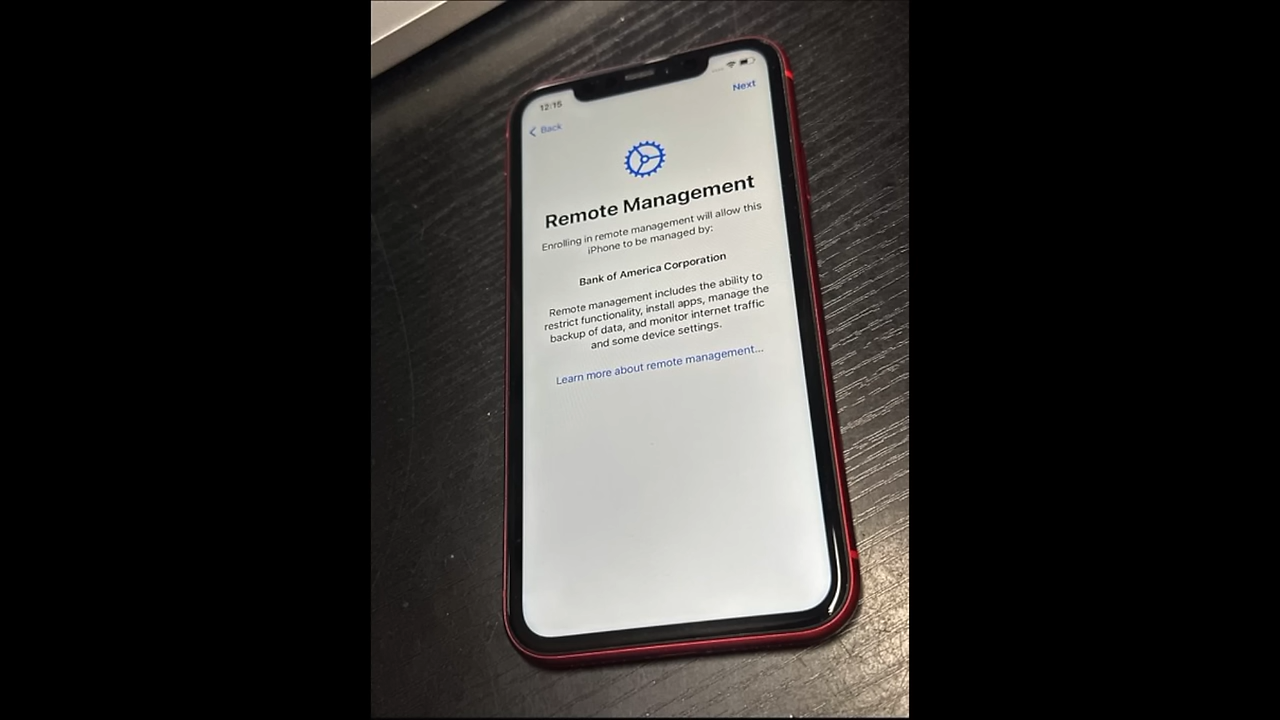 12:15
Next
Back
Remote Management
Enrolling in remote management will allow this
iPhone to be managed by:
Bank of America Corporation
Remote management includes the ability to
restrict functionality, install apps, manage the
backup of data, and monitor internet traffic
and some device settings.
Learn more about remote management...